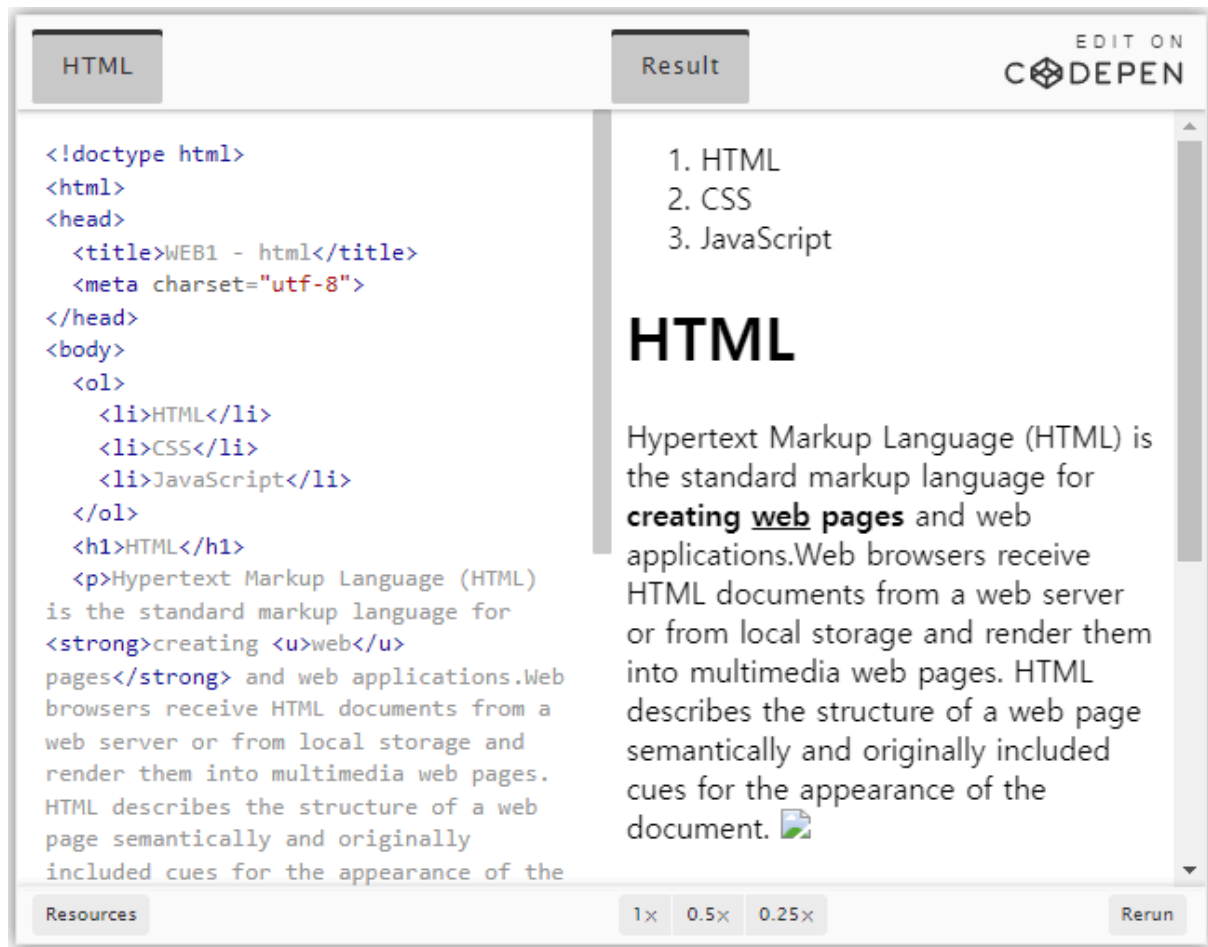 HTML
Result
EDIT ON
CODEPEN
<!doctype html>
<html>
<head>
<title>WEB1 - html</title>
<meta charset="utf-8">
</head>
<body>
<ol>
<li>HTML</li>
<li>CSS</li>
<li>JavaScript</li>
</ol>
<h1>HTML</h1>
<p>Hypertext Markup Language (HTML)
is the standard markup language for
<strong>creating <u>web</u>
pages</strong> and web applications.Web
browsers receive HTML documents from a
web server or from local storage and
render them into multimedia web pages.
HTML describes the structure of a web
page semantically and originally
included cues for the appearance of the
1. HTML
2. CSS
3. JavaScript
HTML
Hypertext Markup Language (HTML) is
the standard markup language for
creating web pages and web
applications.Web browsers receive
HTML documents from a web server
or from local storage and render them
into multimedia web pages. HTML
describes the structure of a web page
semantically and originally included
cues for the appearance of the
document.
Resources
1×
0.5×
0.25×
Rerun